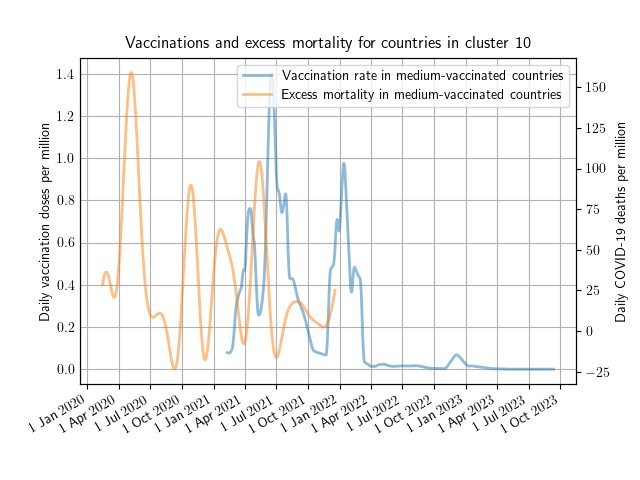 Vaccinations and excess mortality for countries in cluster 10
Vaccination rate in medium-vaccinated countries
Excess mortality in medium-vaccinated countries
Daily vaccination doses per million
1.4
1.2
1.0
0.8
0.6
0.4
0.2
0.0
Daily COVID-19 deaths per million
150
125
100
75
50
25
0
−25
1 Jan 2020
1 Apr 2020
1 Jul 2020
1 Oct 2020
1 Jan 2021
1 Apr 2021
1 Jul 2021
1 Oct 2021
1 Jan 2022
1 Apr 2022
1 Jul 2022
1 Oct 2022
1 Jan 2023
1 Apr 2023
1 Jul 2023
1 Oct 2023